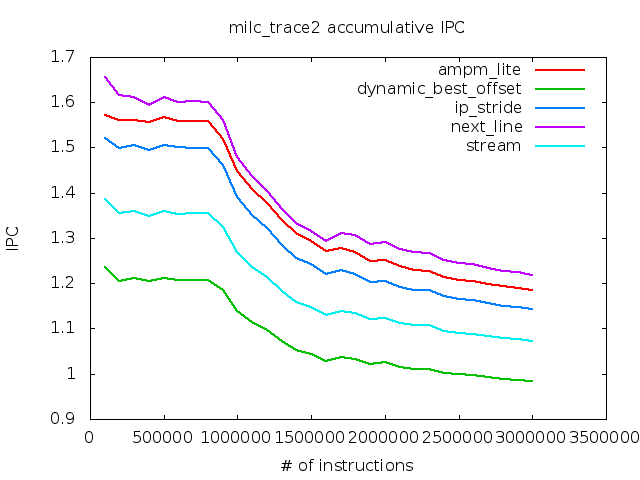 milc_trace2 accumulative IPC
1.7
1.6
1.5
1.4
1.3
1.2
1.1
1
0.9
IPC
ampm_lite
dynamic_best_offset
ip_stride
next_line
stream
0 500000 1000000 1500000 2000000 2500000 3000000 3500000
# of instructions